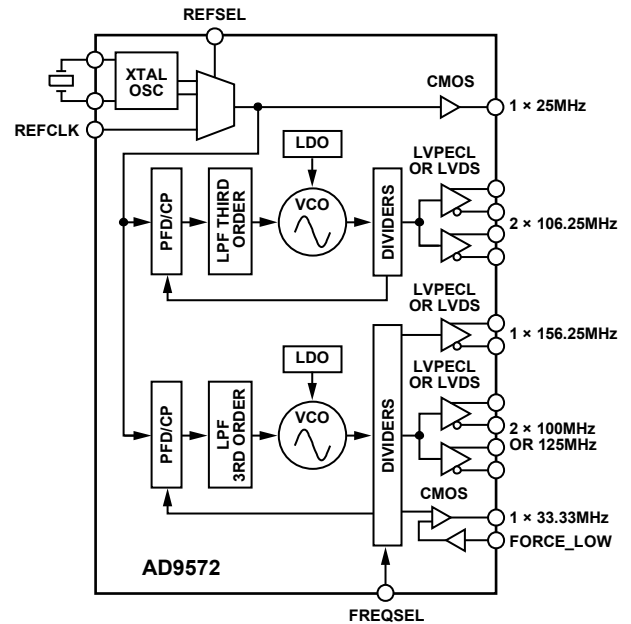 REFSEL
XTAL
OSC
REFCLK
CMOS
1 × 25MHz
LDO
PFD/CP
LPF THIRD
ORDER
VCO
DIVIDERS
LVPECL
OR LVDS
2 × 106.25MHz
LVPECL
OR LVDS
1 × 156.25MHz
LDO
PFD/CP
LPF
3RD ORDER
VCO
DIVIDERS
LVPECL
OR LVDS
2 × 100MHz
OR 125MHz
CMOS
1 × 33.33MHz
FORCE_LOW
AD9572
FREQSEL